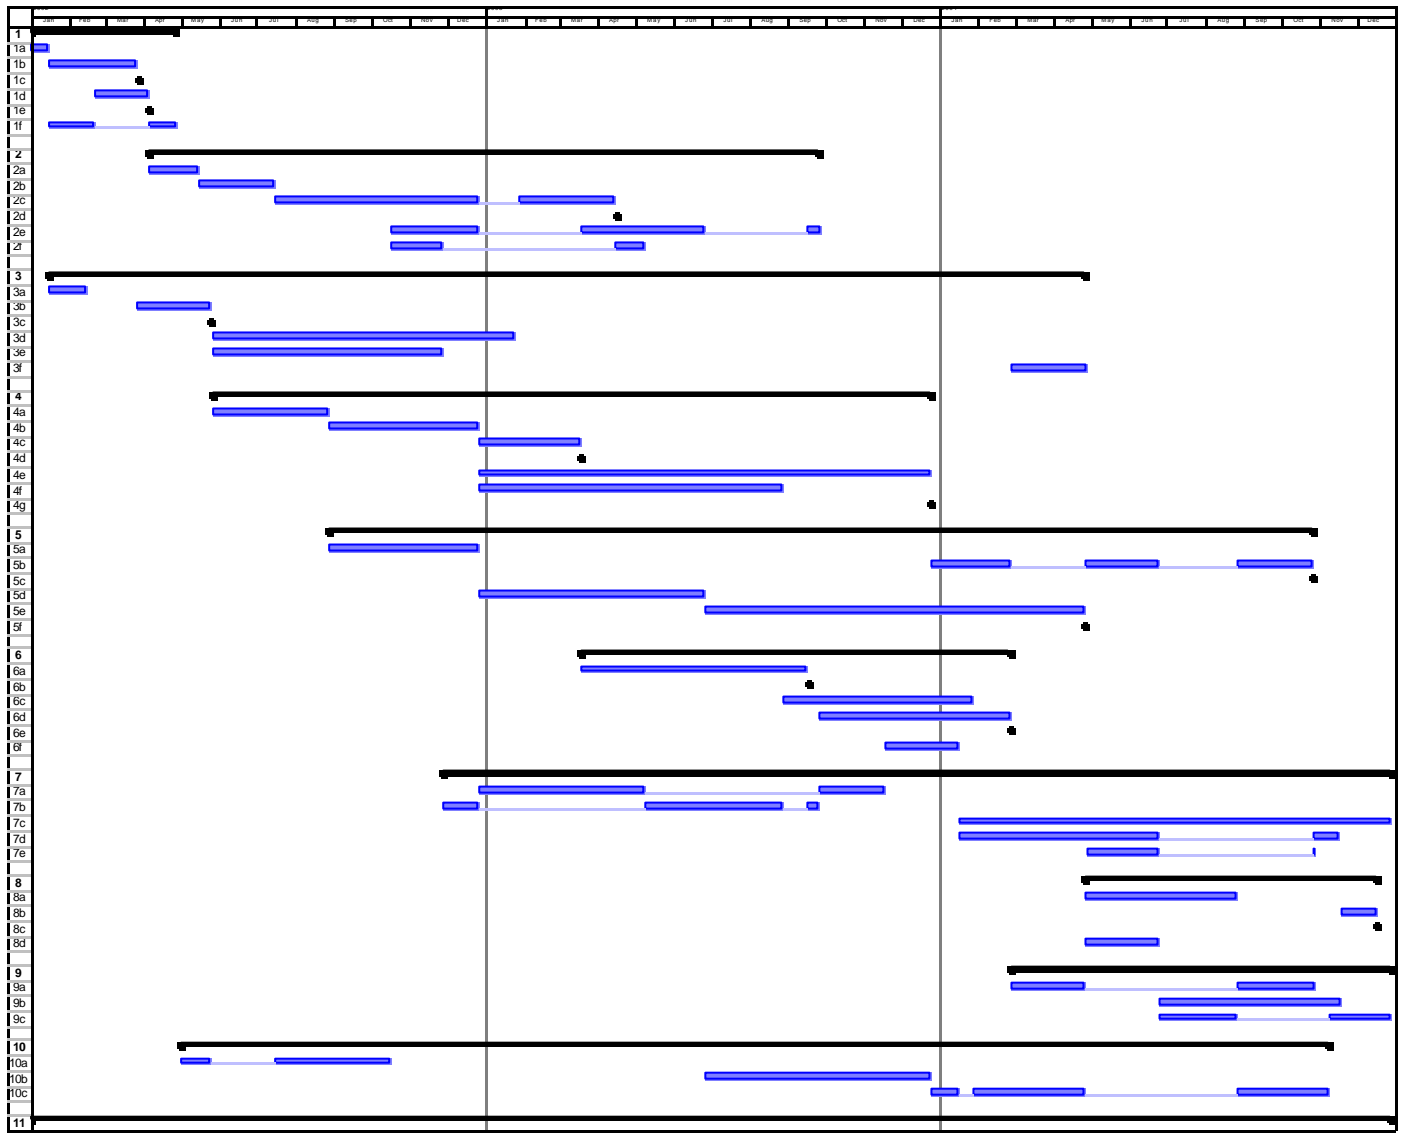 Jan Feb Mar Apr May Jun Jul Aug Sep Oct Nov Dec Jan Feb Mar Apr May Jun Jul Aug Sep Oct Nov Dec Jan Feb Mar Apr May Jun Jul Aug Sep Oct Nov Dec
1
1a
1b
1c
1d
1e
1f
2
2a
2b
2c
2d
2e
2f
3
3a
3b
3c
3d
3e
3f
4
4a
4b
4c
4d
4e
4f
4g
5
5a
5b
5c
5d
5e
5f
6
6a
6b
6c
6d
6e
6f
7
7a
7b
7c
7d
7e
8
8a
8b
8c
8d
9
9a
9b
9c
10
10a
10b
10c
11